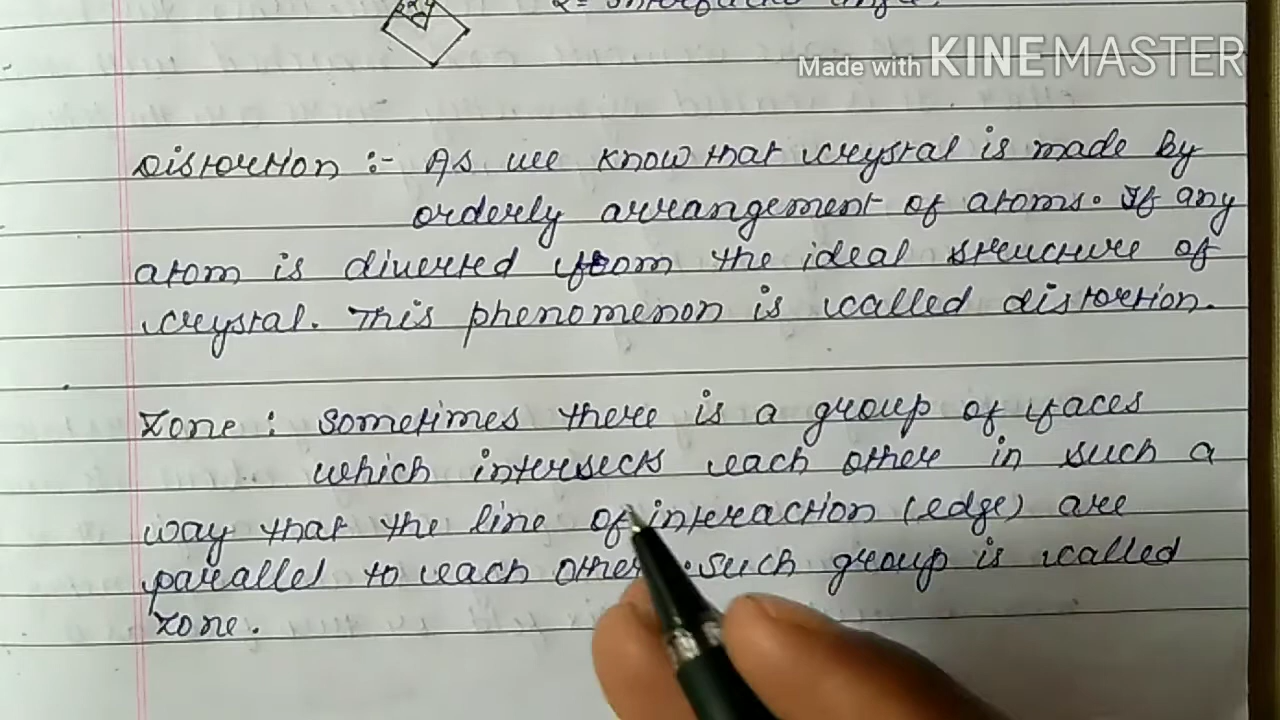 Made with KINEMASTER
Distortion :- As we know that crystal is made by
orderly arrangement of atoms. If any
atom is diverted from the ideal structure of
crystal. This phenomenon is called distortion.
Zone : Sometimes there is a group of faces
which intersects each other in such a
way that the line of interaction (edge) are
parallel to each other. Such group is called
zone.